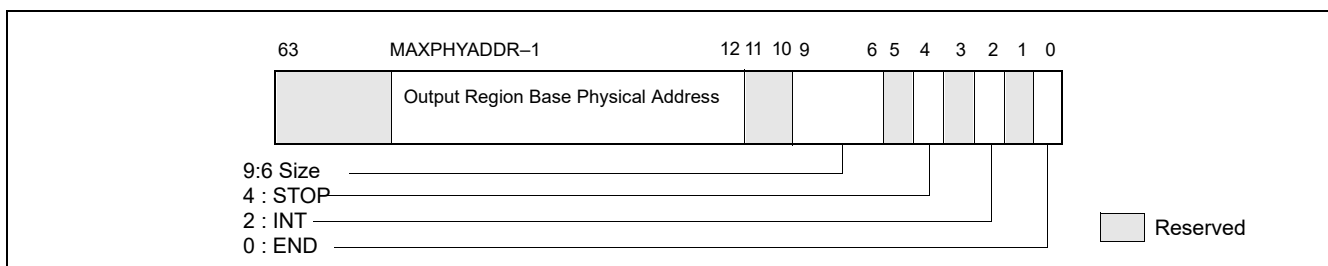 63 MAXPHYADDR–1 12 11 10 9 6 5 4 3 2 1 0
Output Region Base Physical Address
9:6 Size
4 : STOP
2 : INT
0 : END
Reserved